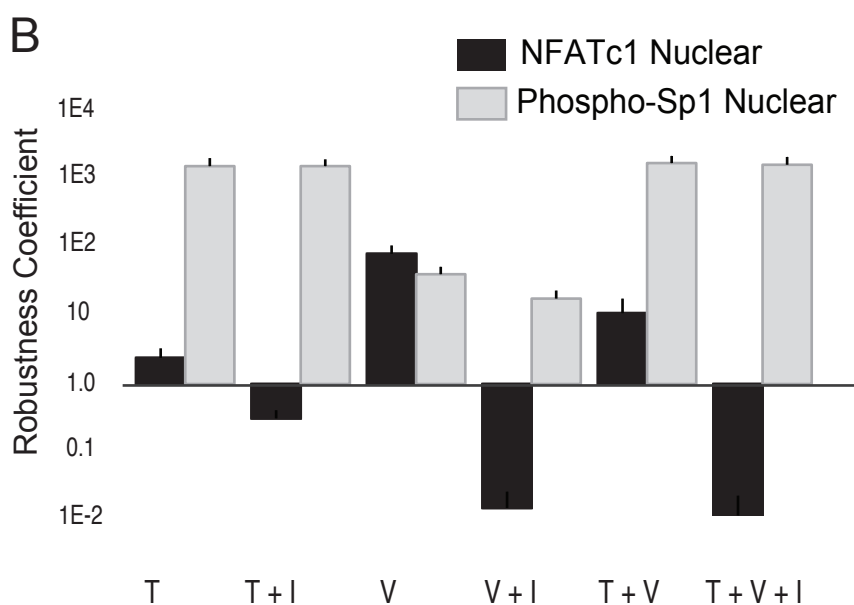 B
NFATc1 Nuclear
Phospho-Sp1 Nuclear
Robustness Coefficient
1E4
1E3
1E2
10
1.0
0.1
1E-2
T
T + I
V
V + I
T + V
T + V + I